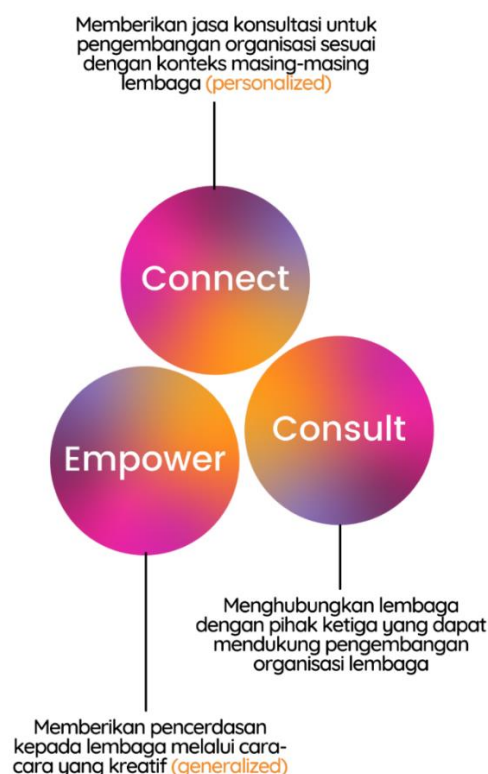 Memberikan jasa konsultasi untuk
pengembangan organisasi sesuai
dengan konteks masing-masing
lembaga (personalized)
Connect
Consult
Empower
Menghubungkan lembaga
dengan pihak ketiga yang dapat
mendukung pengembangan
organisasi lembaga
Memberikan pencerdasan
kepada lembaga melalui cara-
cara yang kreatif (generalized)